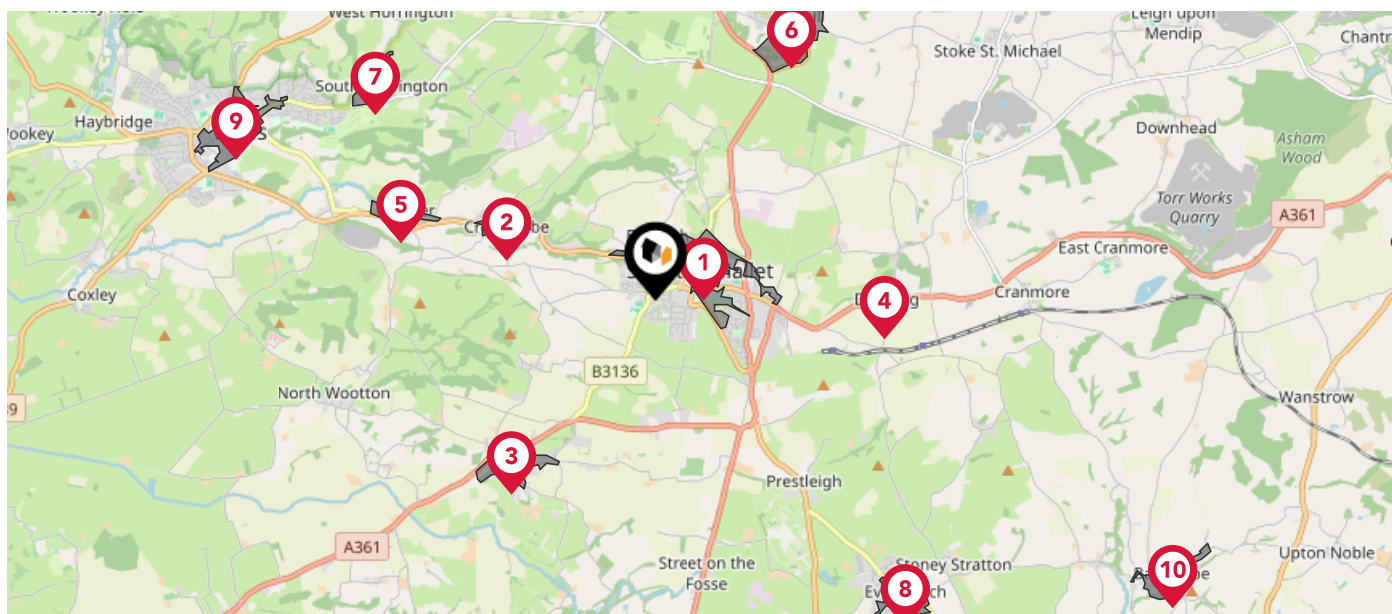 West Horrington
6
Leigh upon
Mendip
Stoke St. Michael
7
Haybridge
9
Downhead
Asham
Wood
Torr Works
Quarry
A361
5
2
1
East Cranmore
Coxley
4
Cranmore
B3136
North Wootton
Wanstrow
3
Prestleigh
A361
Street on the
Fosse
Stoney Stratton
8
10
Upton Noble